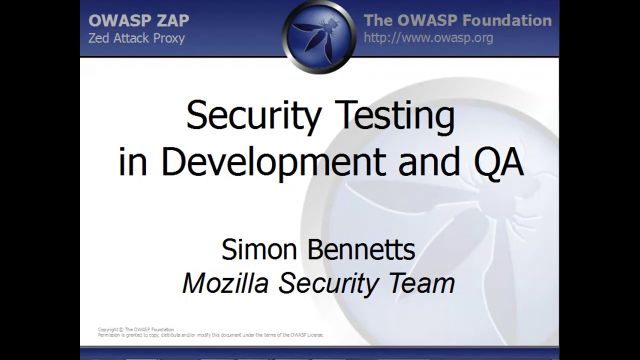 OWASP ZAP
Zed Attack Proxy
The OWASP Foundation
http://www.owasp.org
Security Testing
in Development and QA
Simon Bennetts
Mozilla Security Team
Copyright © The OWASP Foundation
Permission is granted to copy, distribute and/or modify this document under the terms of the OWASP License.